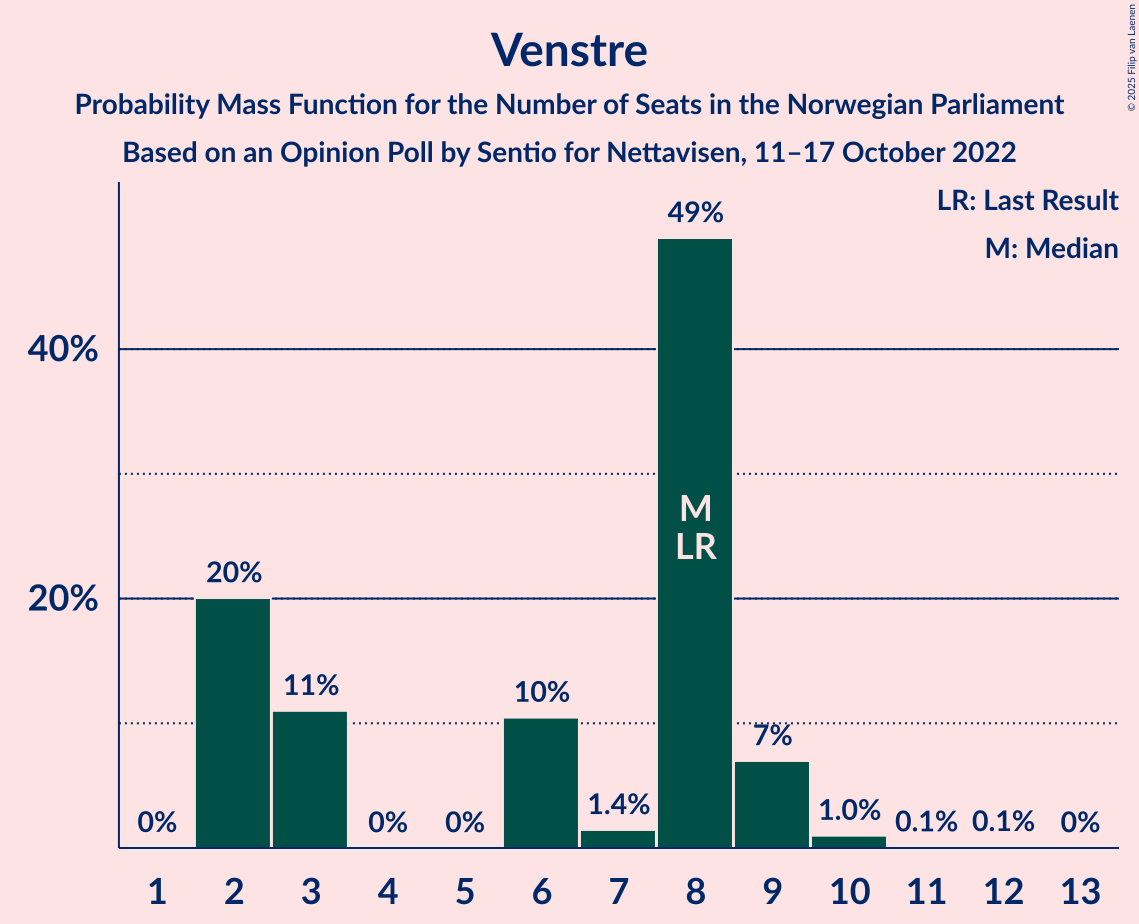 Venstre
Probability Mass Function for the Number of Seats in the Norwegian Parliament
Based on an Opinion Poll by Sentio for Nettavisen, 11–17 October 2022
© 2025 Filip van Laenen
LR: Last Result
M: Median
40%
20%
0%
20%
11%
0%
0%
10%
1.4%
49%
M
LR
7%
1.0%
0.1%
0.1%
0%
1 2 3 4 5 6 7 8 9 10 11 12 13